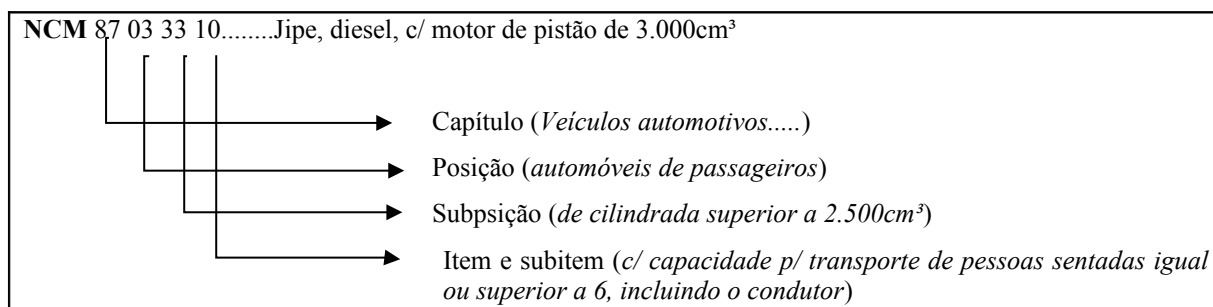 NCM 87 03 33 10........Jipe, diesel, c/ motor de pistão de 3.000cm³
Capítulo (Veículos automotivos.....)
Posição (automóveis de passageiros)
Subpsição (de cilindrada superior a 2.500cm³)
Item e subitem (c/ capacidade p/ transporte de pessoas sentadas igual
ou superior a 6, incluindo o condutor)